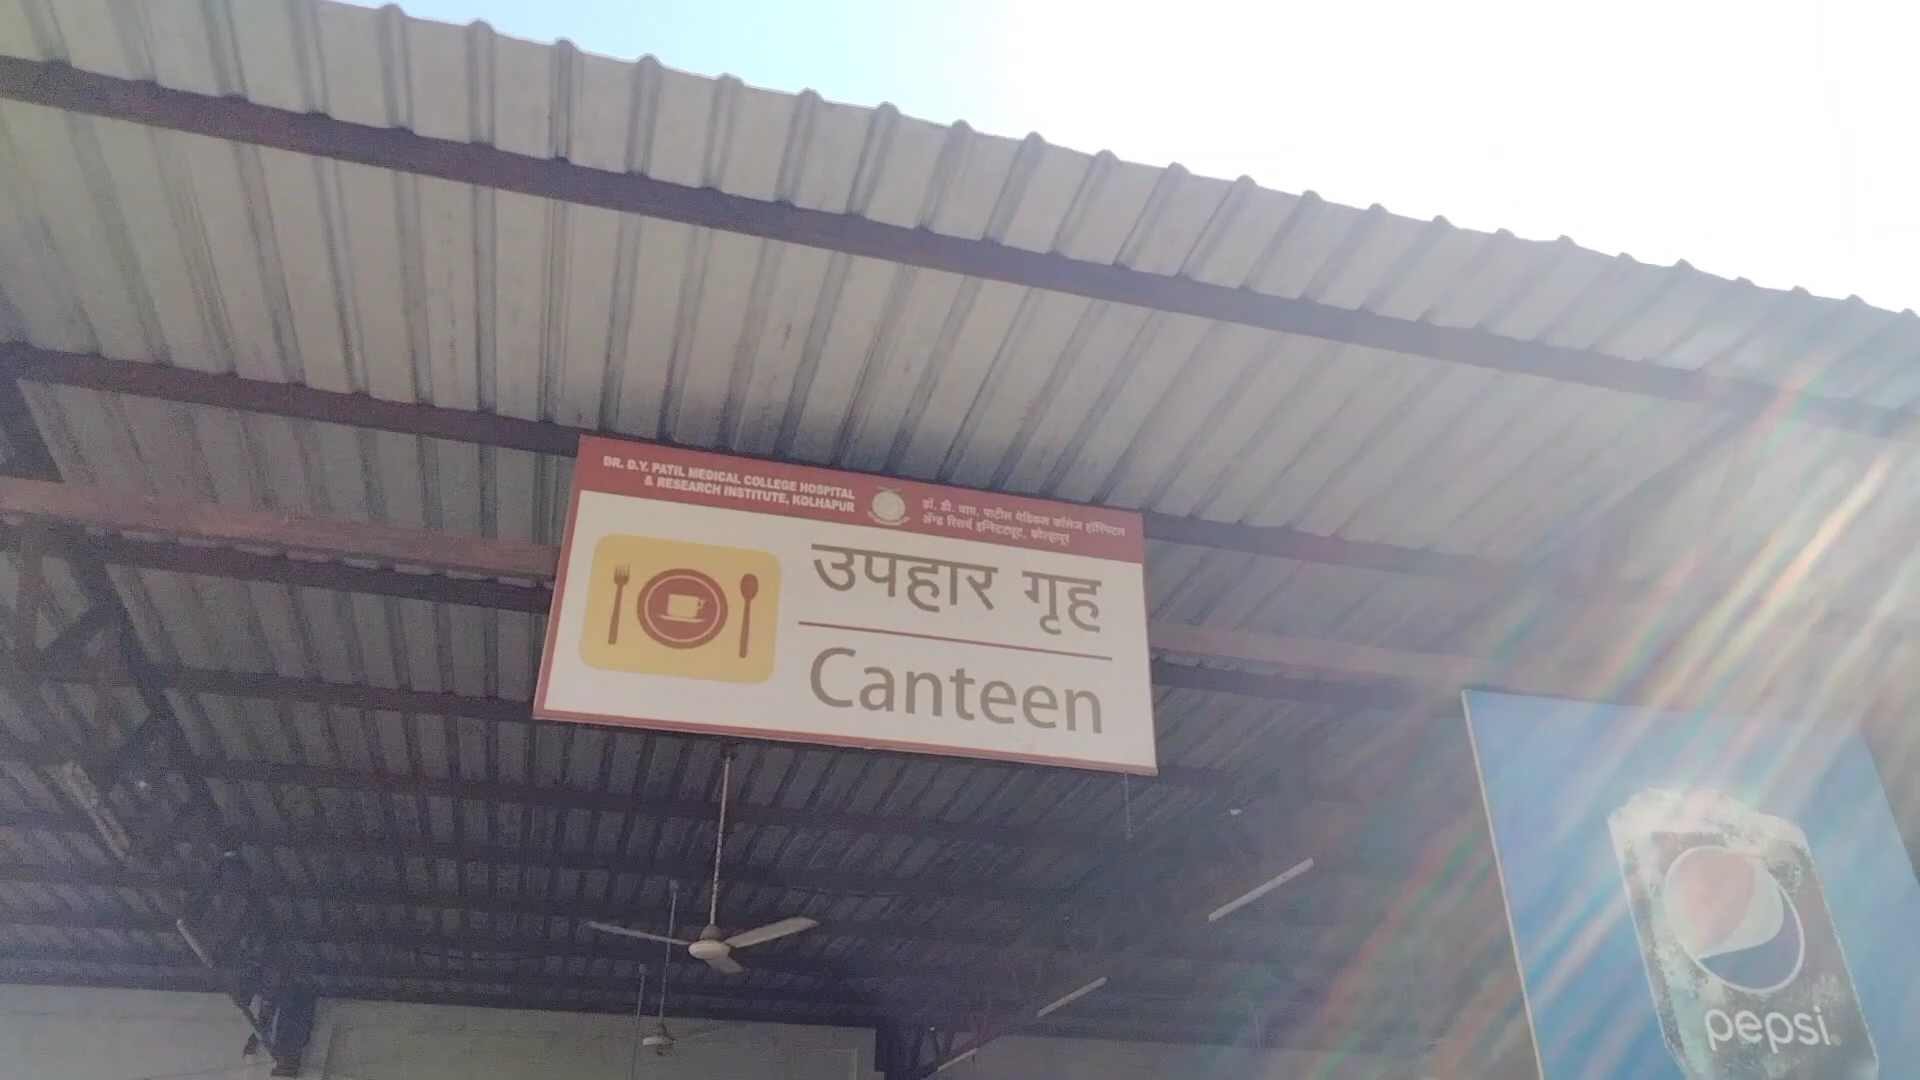 DR. D.Y. PATIL MEDICAL COLLEGE HOSPITAL
& RESEARCH INSTITUTE, KOLHAPUR
डॉ. डी. वाय. पाटील मेडिकल कॉलेज हॉस्पिटल
ॲन्ड रिसर्च इन्स्टिट्यूट, कोल्हापूर
उपहार गृह
Canteen
pepsi